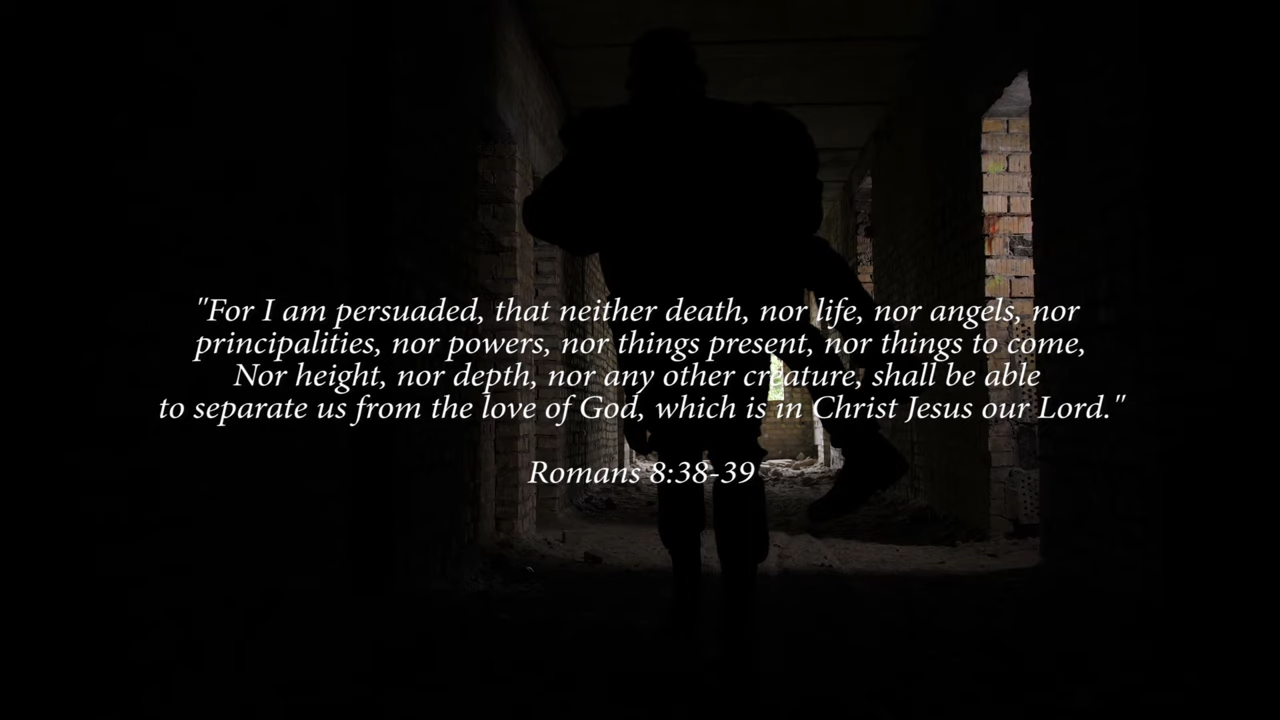 "For I am persuaded, that neither death, nor life, nor angels, nor
principalities, nor powers, nor things present, nor things to come,
Nor height, nor depth, nor any other creature, shall be able
to separate us from the love of God, which is in Christ Jesus our Lord."
Romans 8:38-39